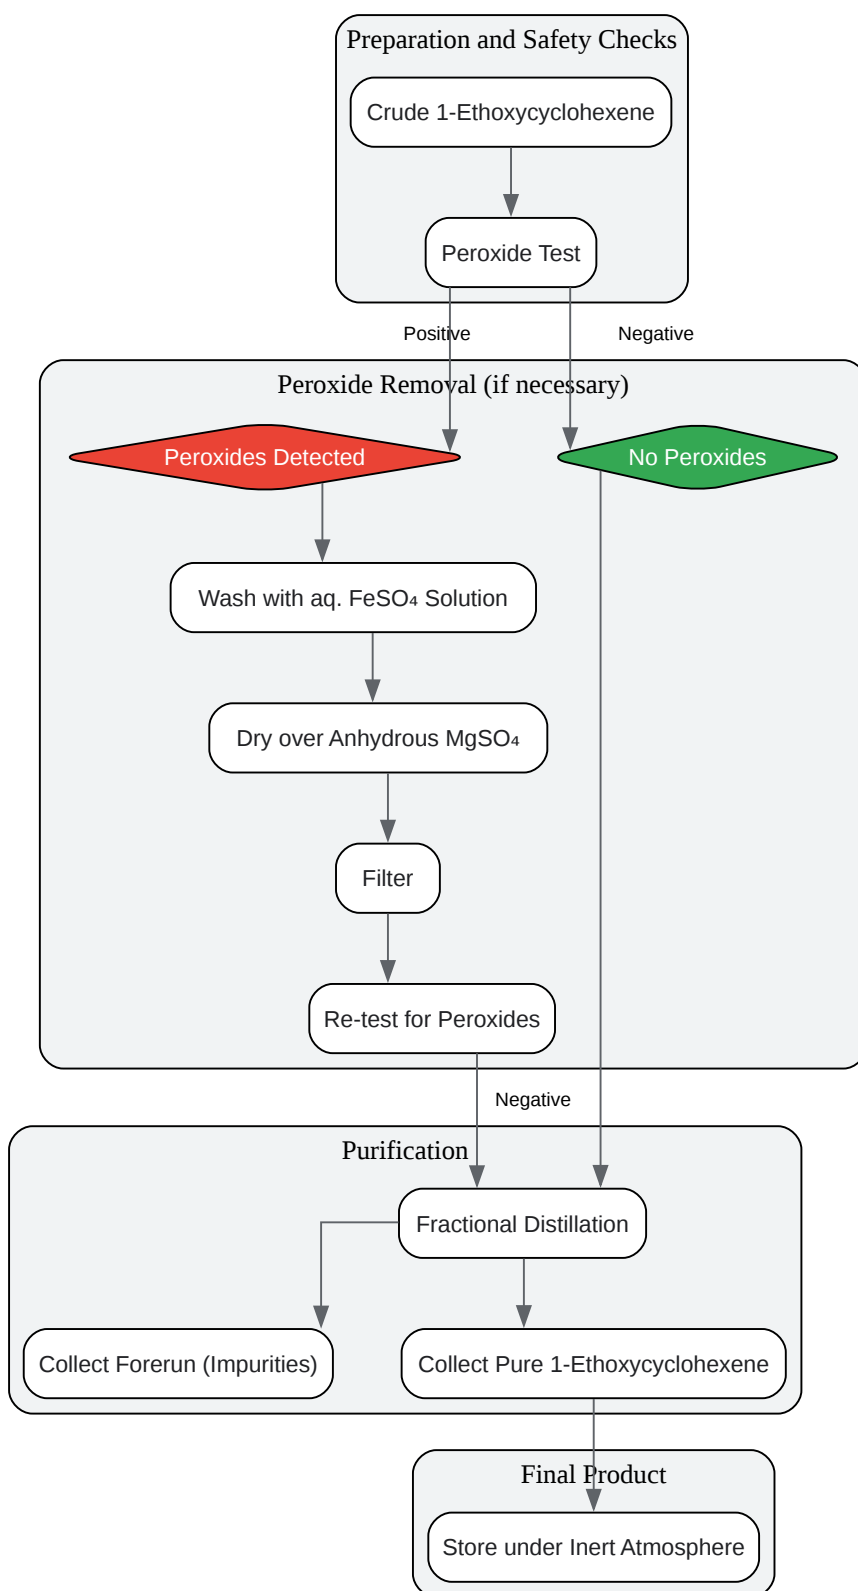 Preparation and Safety Checks
Crude 1-Ethoxycyclohexene
Peroxide Test
Positive
Negative
Peroxide Removal (if necessary)
Peroxides Detected
No Peroxides
Wash with aq. FeSO₄ Solution
Dry over Anhydrous MgSO₄
Filter
Re-test for Peroxides
Negative
Purification
Fractional Distillation
Collect Forerun (Impurities)
Collect Pure 1-Ethoxycyclohexene
Final Product
Store under Inert Atmosphere